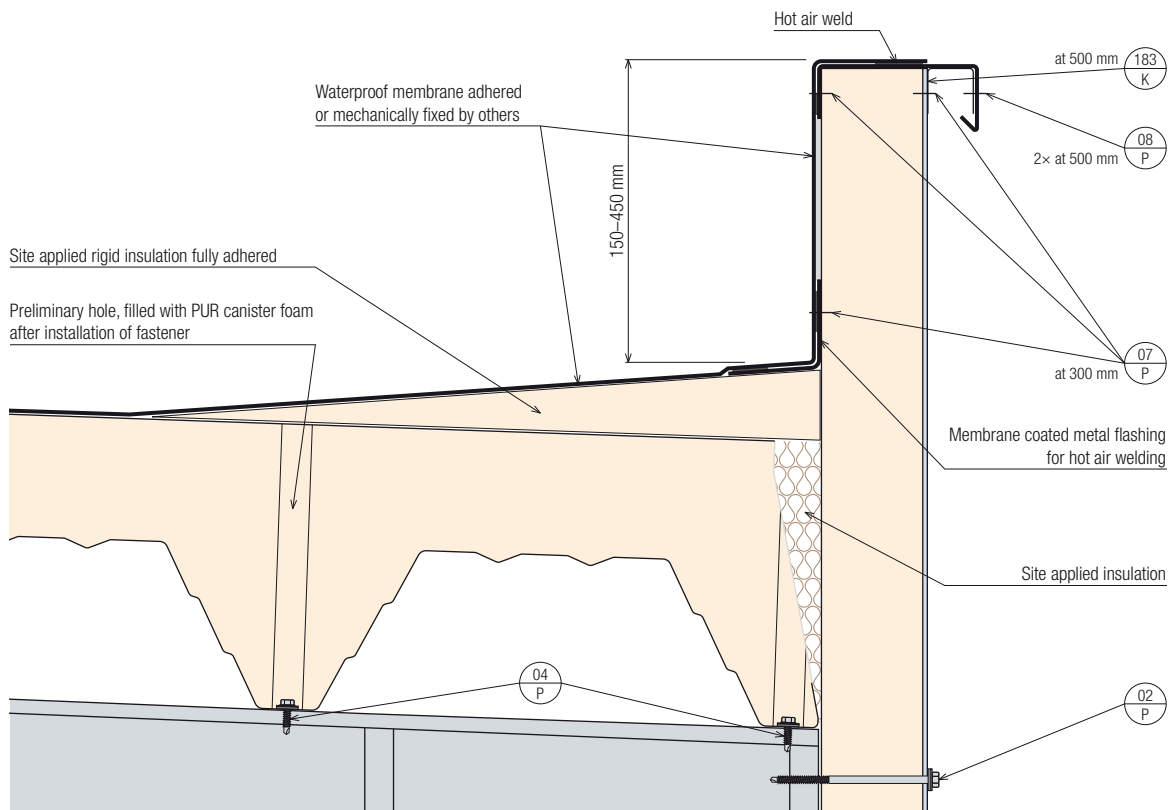 Hot air weld
at 500 mm
183
K
Waterproof membrane adhered
or mechanically fixed by others
08
P
2× at 500 mm
150–450 mm
Site applied rigid insulation fully adhered
Preliminary hole, filled with PUR canister foam
after installation of fastener
07
P
at 300 mm
Membrane coated metal flashing
for hot air welding
Site applied insulation
04
P
02
P